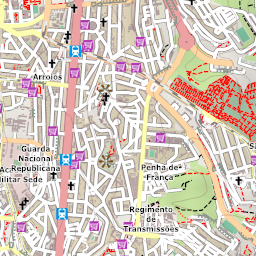 Arroios
Guarda
Nacional
Republicana
Ac
ilitar Sede
Penha de
França
Regimento
de
Transmissões